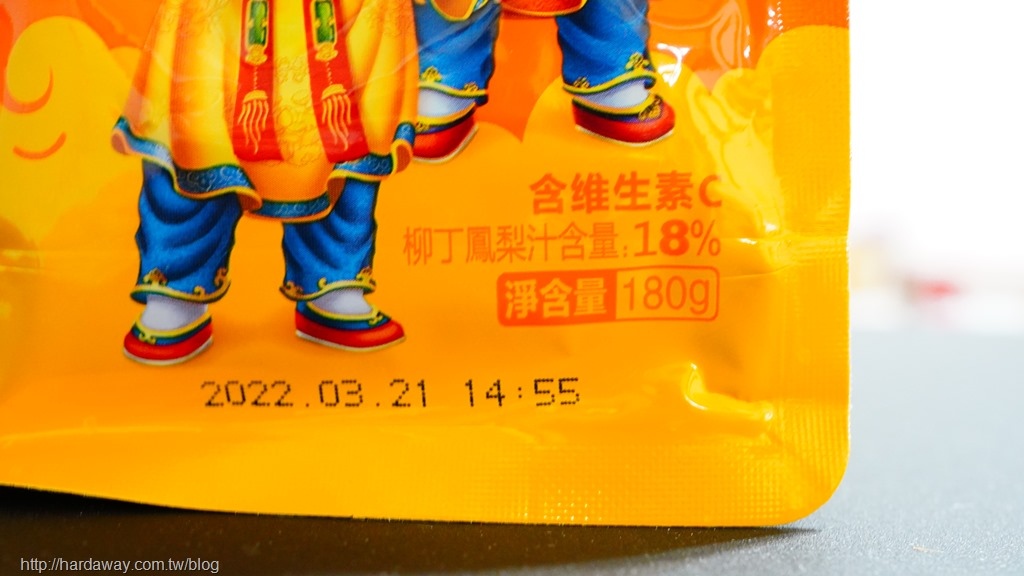 含维生素C
柳丁鳳梨汁含量:18%
淨含量 180g
2022.03.21 14:55
http://hardaway.com.tw/blog